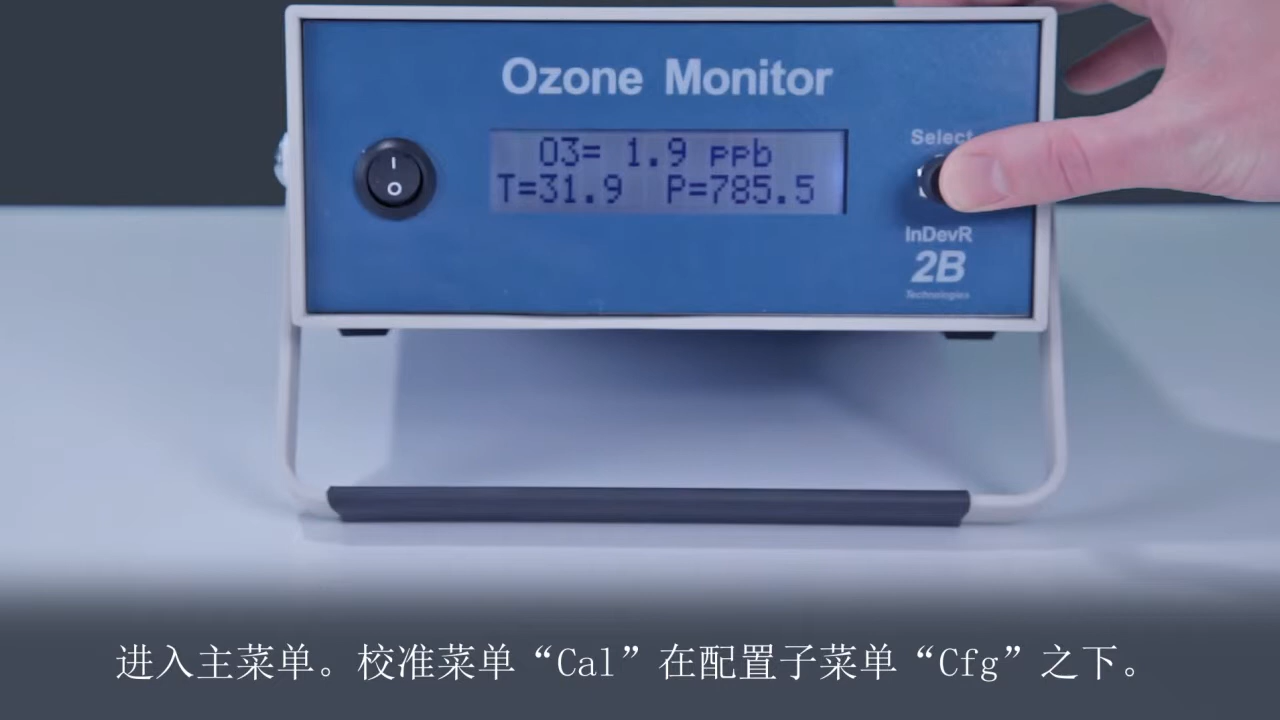 Ozone Monitor
O3= 1.9 ppb
T=31.9 P=785.5
Select
InDevR
2B
Technologies
进入主菜单。校准菜单“Cal”在配置子菜单“Cfg”之下。